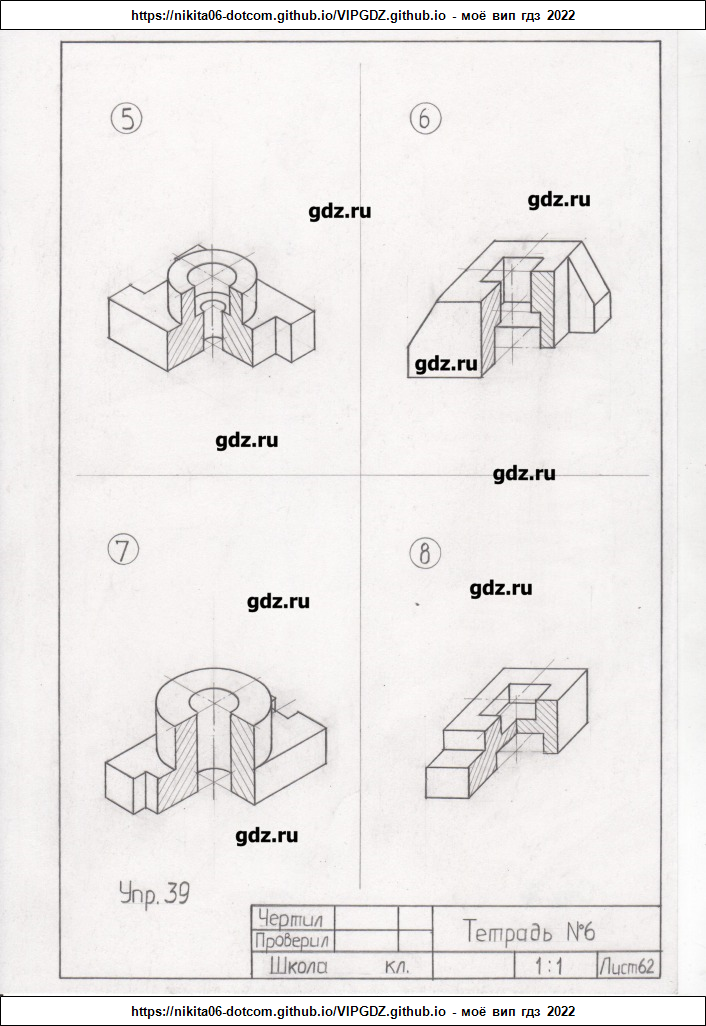 https://nikita06-dotcom.github.io/VIPGDZ.github.io - моё вип гдз 2022
5
6
gdz.ru
gdz.ru
gdz.ru
gdz.ru
gdz.ru
7
8
gdz.ru
gdz.ru
gdz.ru
Упр. 39
Чертил
Проверил
Тетрадь №6
Школа кл.
1:1
Лист62
https://nikita06-dotcom.github.io/VIPGDZ.github.io - моё вип гдз 2022